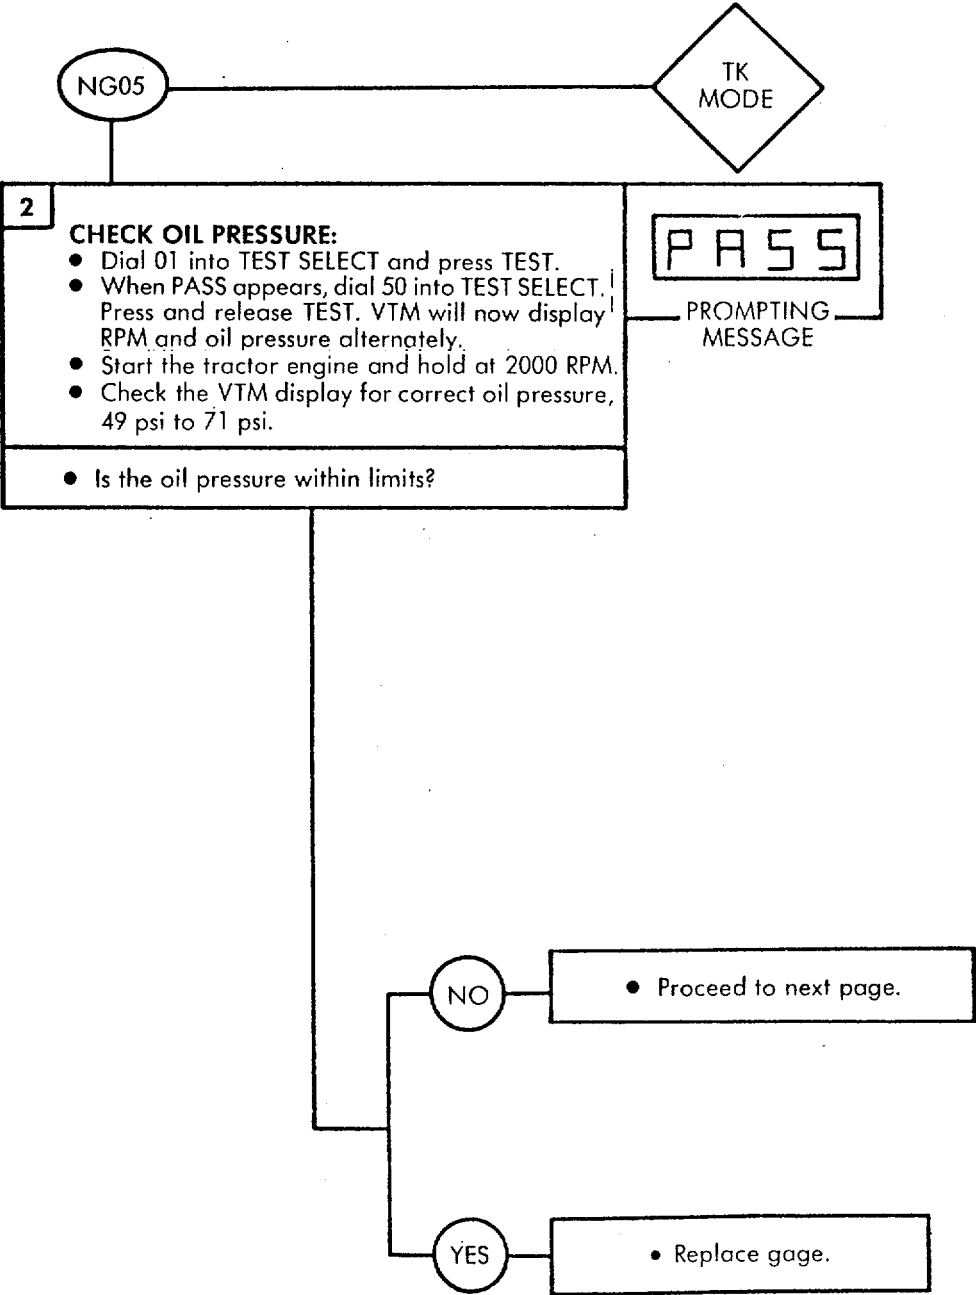 NG05
TK
MODE
2
CHECK OIL PRESSURE:
● Dial 01 into TEST SELECT and press TEST.
● When PASS appears, dial 50 into TEST SELECT.
Press and release TEST. VTM will now display
RPM and oil pressure alternately.
● Start the tractor engine and hold at 2000 RPM.
● Check the VTM display for correct oil pressure,
49 psi to 71 psi.
PASS
PROMPTING
MESSAGE
● Is the oil pressure within limits?
NO
● Proceed to next page.
YES
● Replace gage.